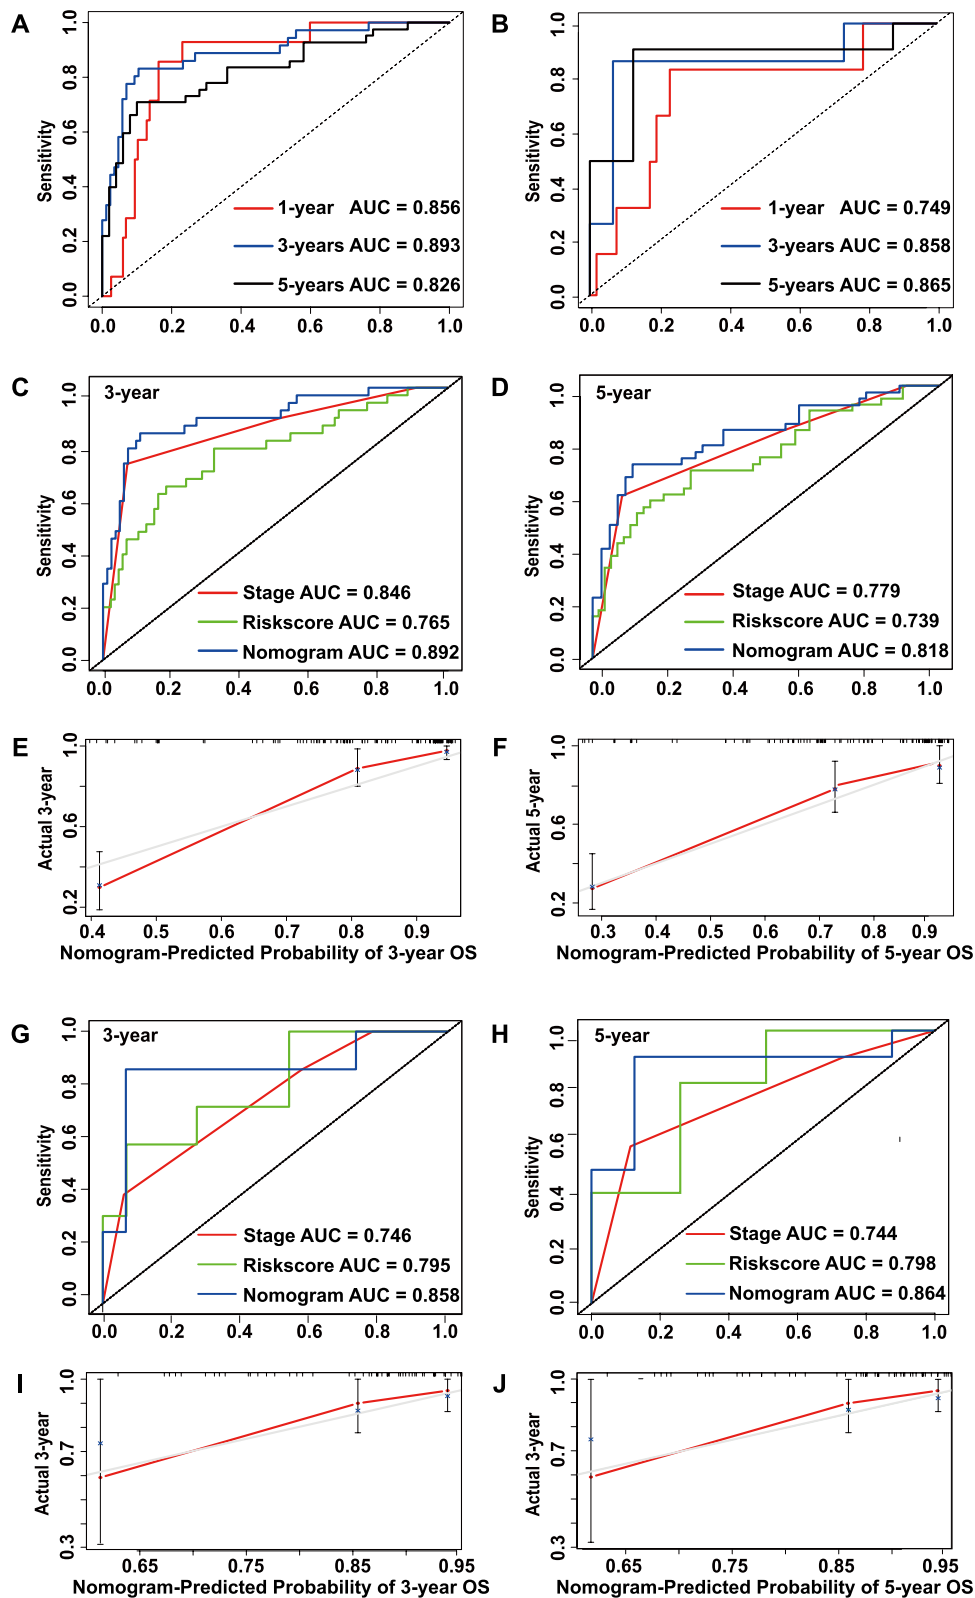 A
Sensitivity
0.0 0.2 0.4 0.6 0.8 1.0
1-year AUC = 0.856
3-years AUC = 0.893
5-years AUC = 0.826
0.0 0.2 0.4 0.6 0.8 1.0
B
Sensitivity
0.0 0.2 0.4 0.6 0.8 1.0
1-year AUC = 0.749
3-years AUC = 0.858
5-years AUC = 0.865
0.0 0.2 0.4 0.6 0.8 1.0
C
3-year
Sensitivity
0.0 0.2 0.4 0.6 0.8 1.0
Stage AUC = 0.846
Riskscore AUC = 0.765
Nomogram AUC = 0.892
0.0 0.2 0.4 0.6 0.8 1.0
D
5-year
Sensitivity
0.0 0.2 0.4 0.6 0.8 1.0
Stage AUC = 0.779
Riskscore AUC = 0.739
Nomogram AUC = 0.818
0.0 0.2 0.4 0.6 0.8 1.0
E
Actual 3-year
0.2 0.6 1.0
0.4 0.5 0.6 0.7 0.8 0.9
Nomogram-Predicted Probability of 3-year OS
F
Actual 5-year
0.2 0.6 1.0
0.3 0.4 0.5 0.6 0.7 0.8 0.9
Nomogram-Predicted Probability of 5-year OS
G
3-year
Sensitivity
0.0 0.2 0.4 0.6 0.8 1.0
Stage AUC = 0.746
Riskscore AUC = 0.795
Nomogram AUC = 0.858
0.0 0.2 0.4 0.6 0.8 1.0
H
5-year
Sensitivity
0.0 0.2 0.4 0.6 0.8 1.0
Stage AUC = 0.744
Riskscore AUC = 0.798
Nomogram AUC = 0.864
0.0 0.2 0.4 0.6 0.8 1.0
I
Actual 3-year
0.3 0.7 1.0
0.65 0.75 0.85 0.95
Nomogram-Predicted Probability of 3-year OS
J
Actual 3-year
0.3 0.7 1.0
0.65 0.75 0.85 0.95
Nomogram-Predicted Probability of 5-year OS